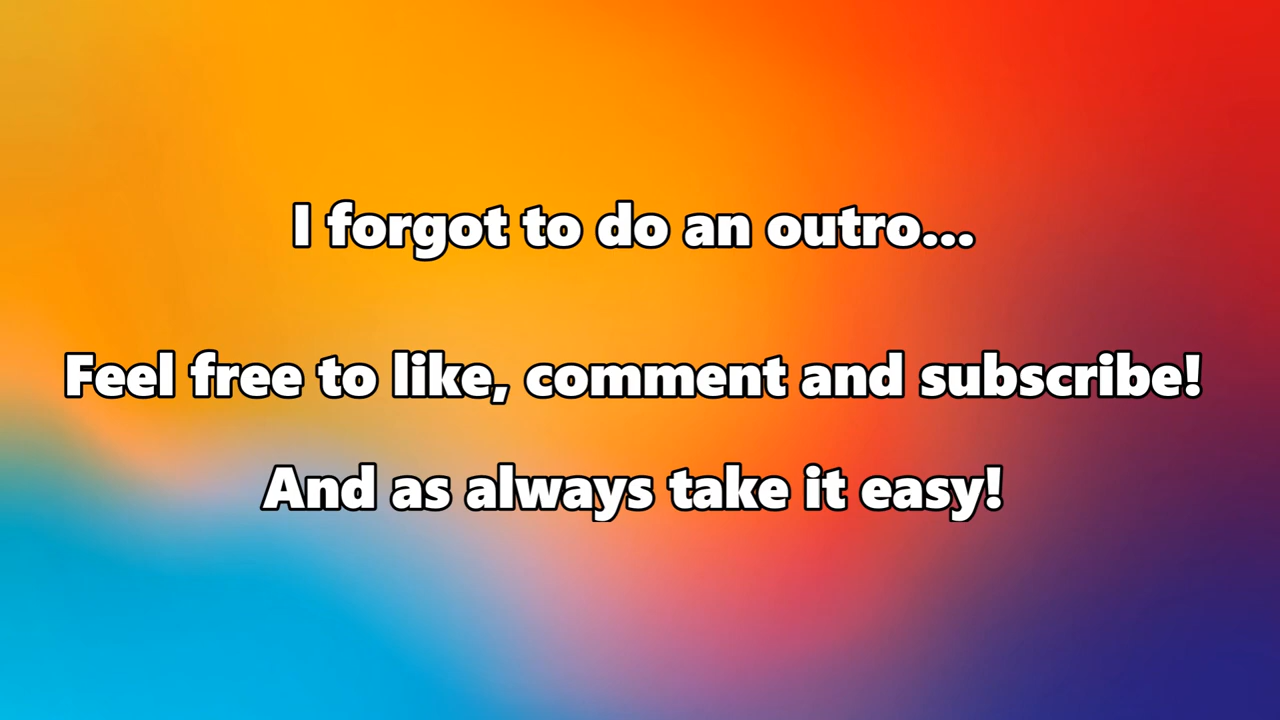 I forgot to do an outro...
Feel free to like, comment and subscribe!
And as always take it easy!